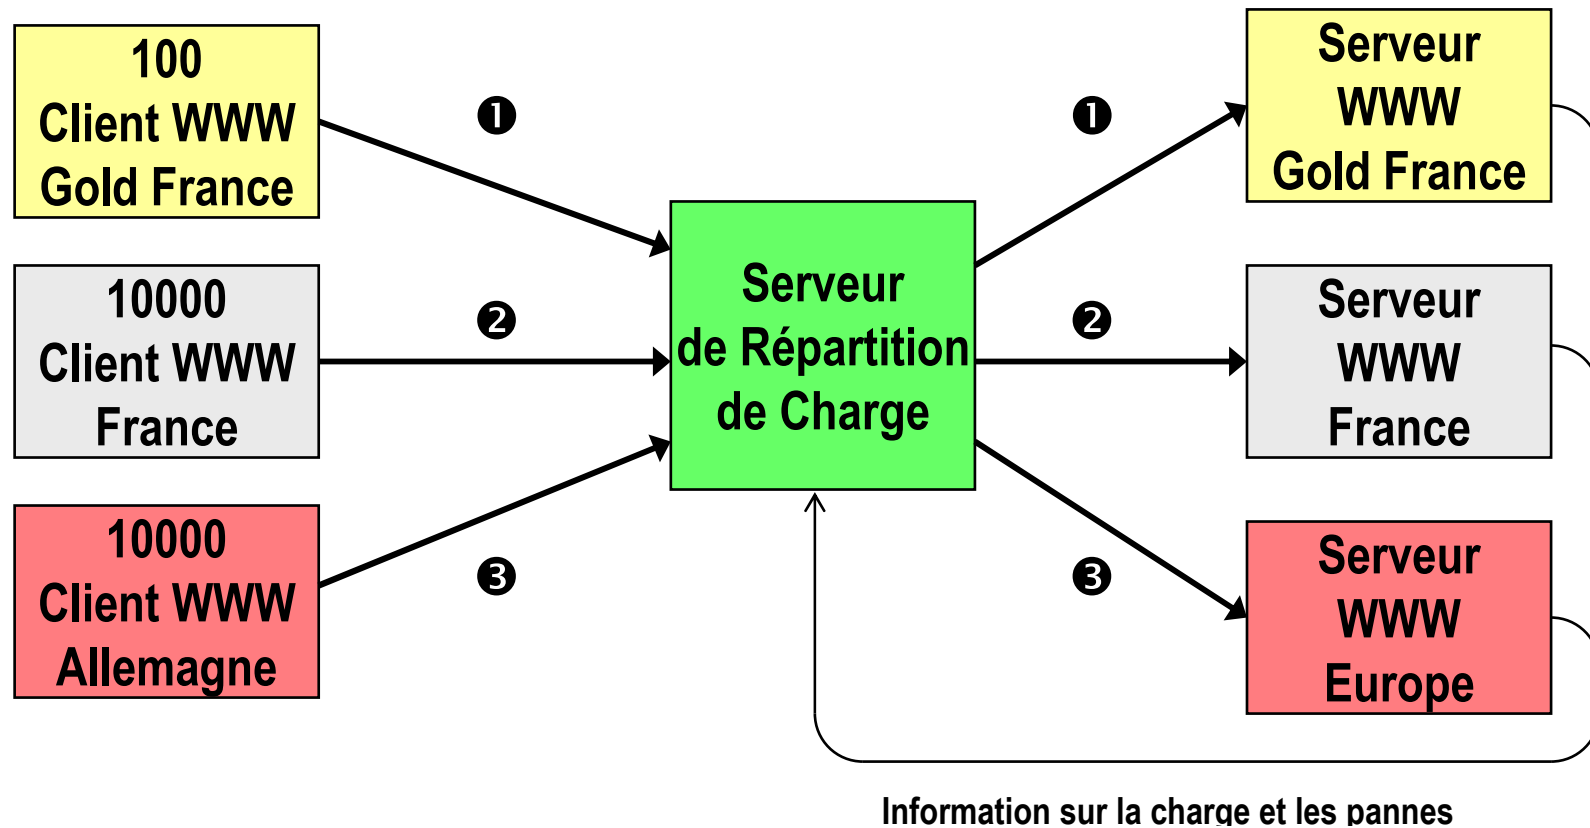 100
Client WWW
Gold France
❶
❶
Serveur
WWW
Gold France
10000
Client WWW
France
❷
Serveur
de Répartition
de Charge
❷
Serveur
WWW
France
10000
Client WWW
Allemagne
❸
❸
Serveur
WWW
Europe
Information sur la charge et les pannes